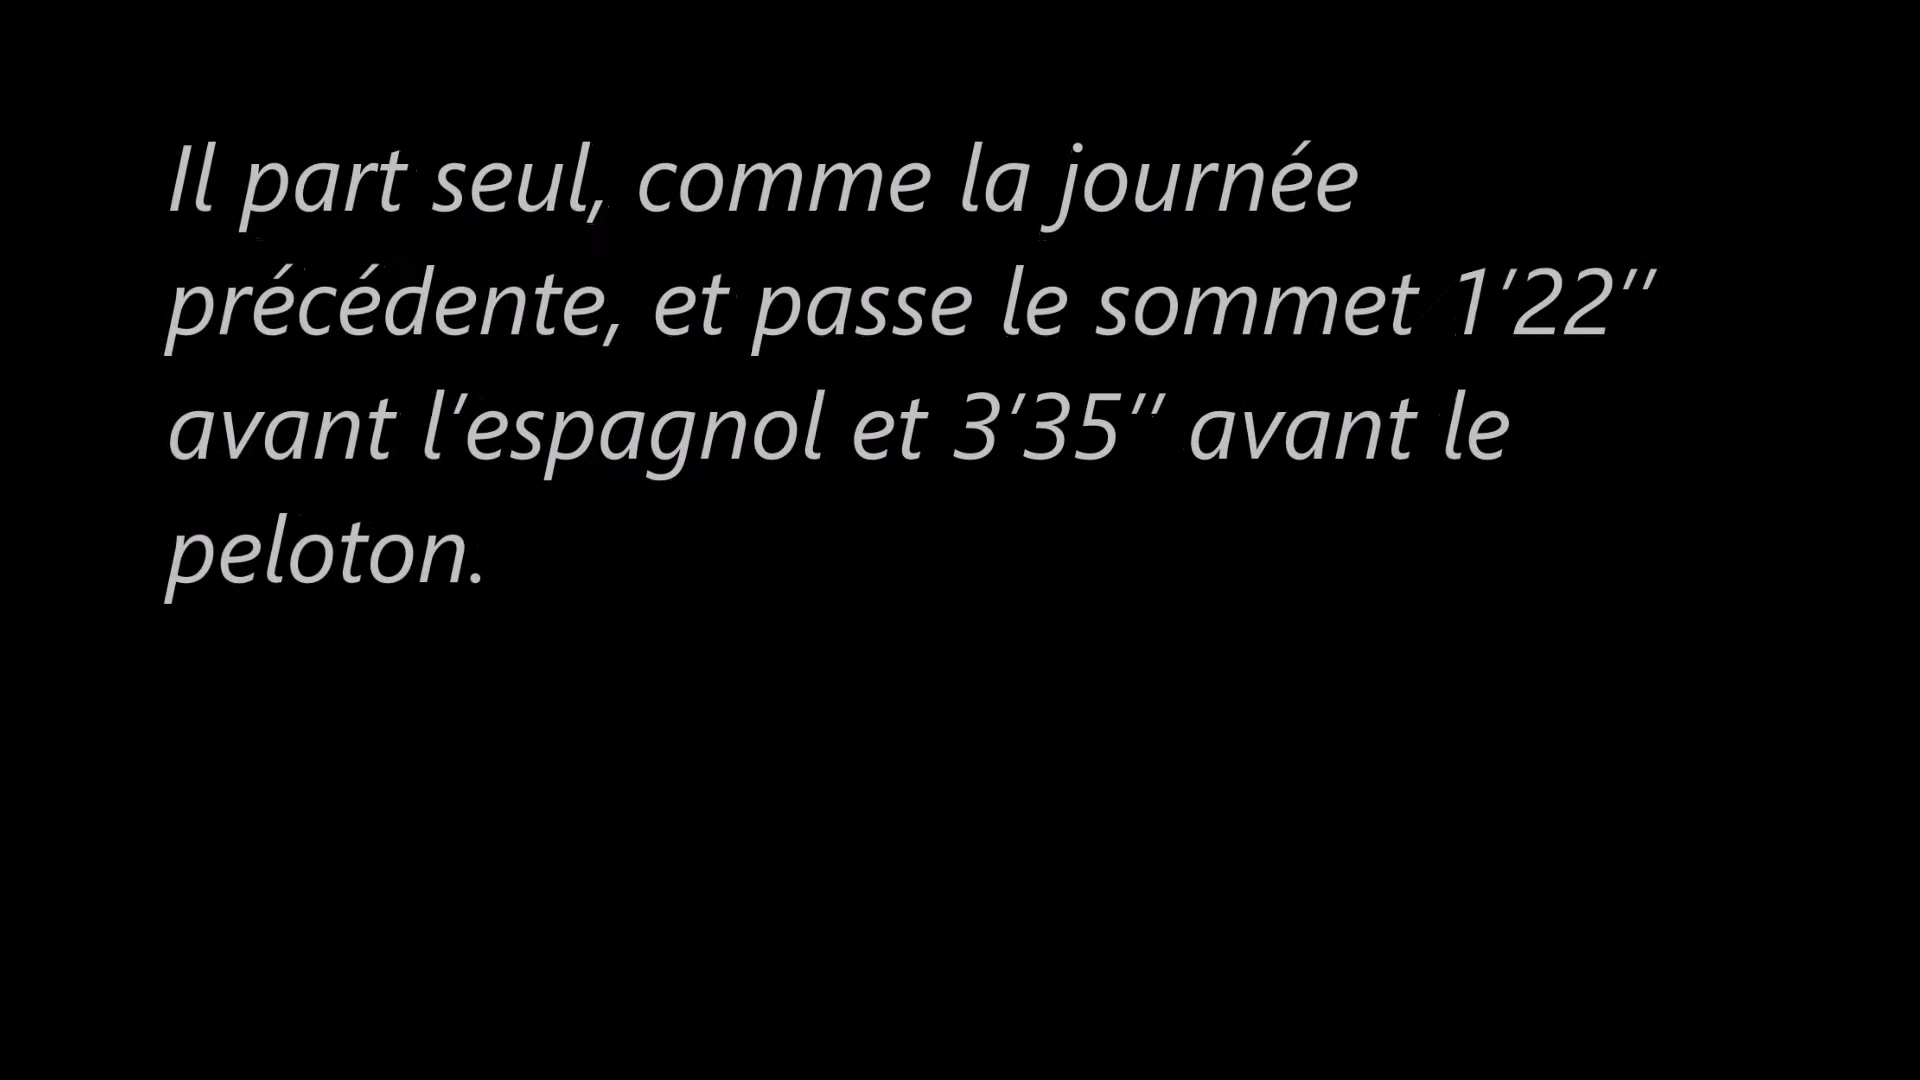 Il part seul, comme la journée
précédente, et passe le sommet 1’22’’
avant l’espagnol et 3’35’’ avant le
peloton.